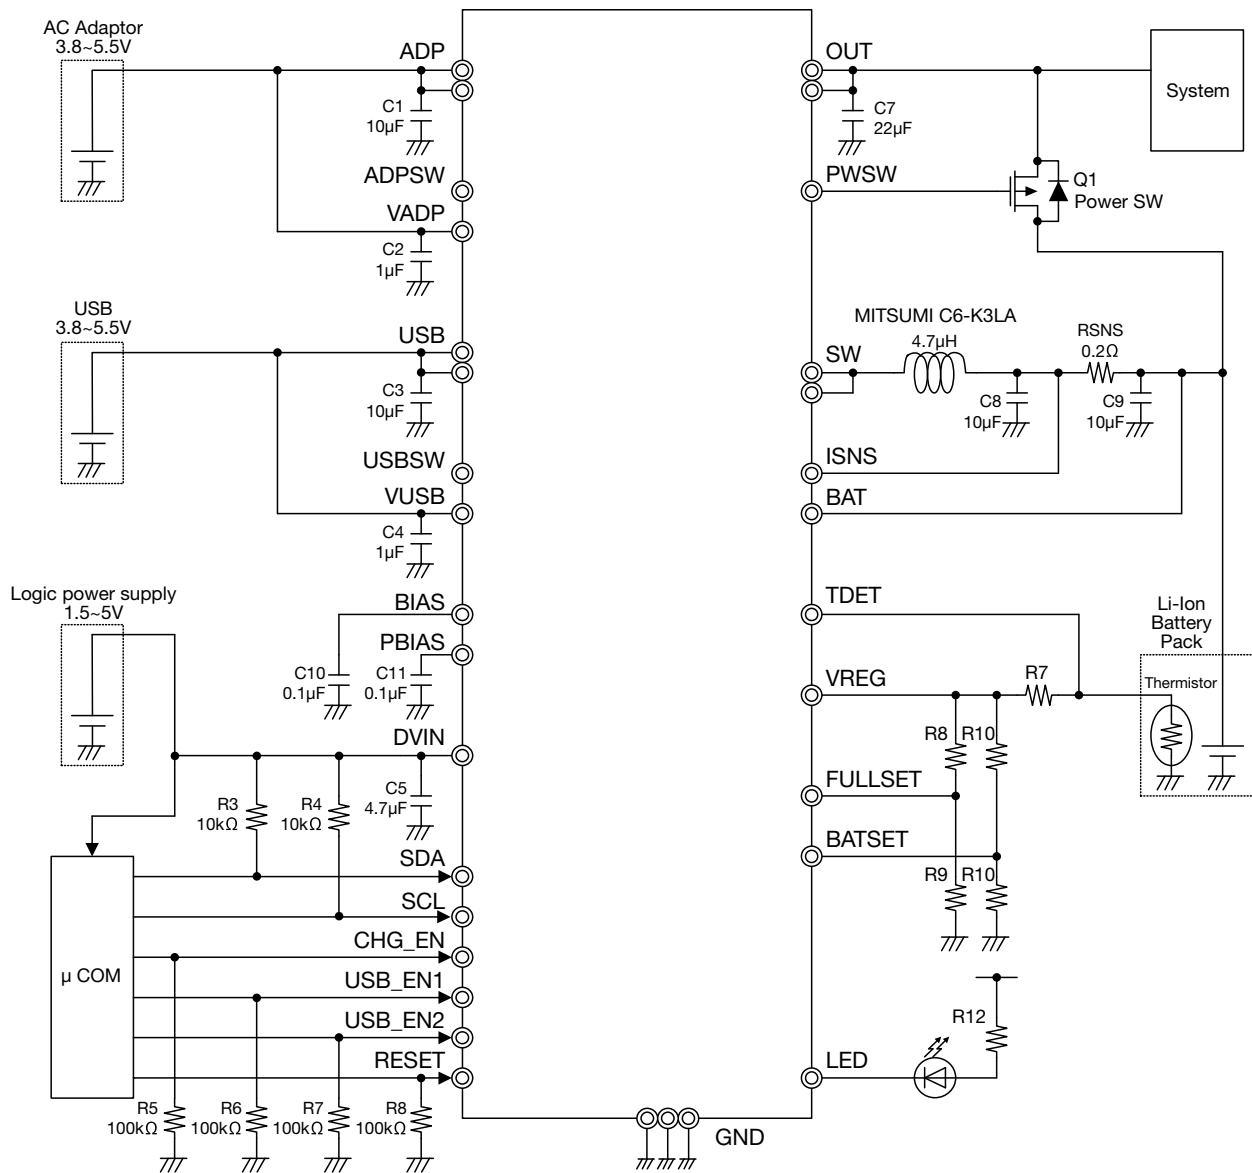 AC Adaptor
3.8~5.5V
ADP
C1
10µF
ADPSW
VADP
C2
1µF
USB
3.8~5.5V
USB
C3
10µF
USBSW
VUSB
C4
1µF
Logic power supply
1.5~5V
BIAS
PBIAS
C10
0.1µF
C11
0.1µF
DVIN
R3
10kΩ
R4
10kΩ
C5
4.7µF
SDA
SCL
CHG_EN
µ COM
USB_EN1
USB_EN2
RESET
R5
100kΩ
R6
100kΩ
R7
100kΩ
R8
100kΩ
OUT
C7
22µF
System
PWSW
Q1
Power SW
MITSUMI C6-K3LA
4.7µH
SW
RSNS
0.2Ω
C8
10µF
C9
10µF
ISNS
BAT
TDET
Li-Ion
Battery
Pack
VREG
R7
Thermistor
R8
R10
FULLSET
BATSET
R9
R10
R12
LED
GND